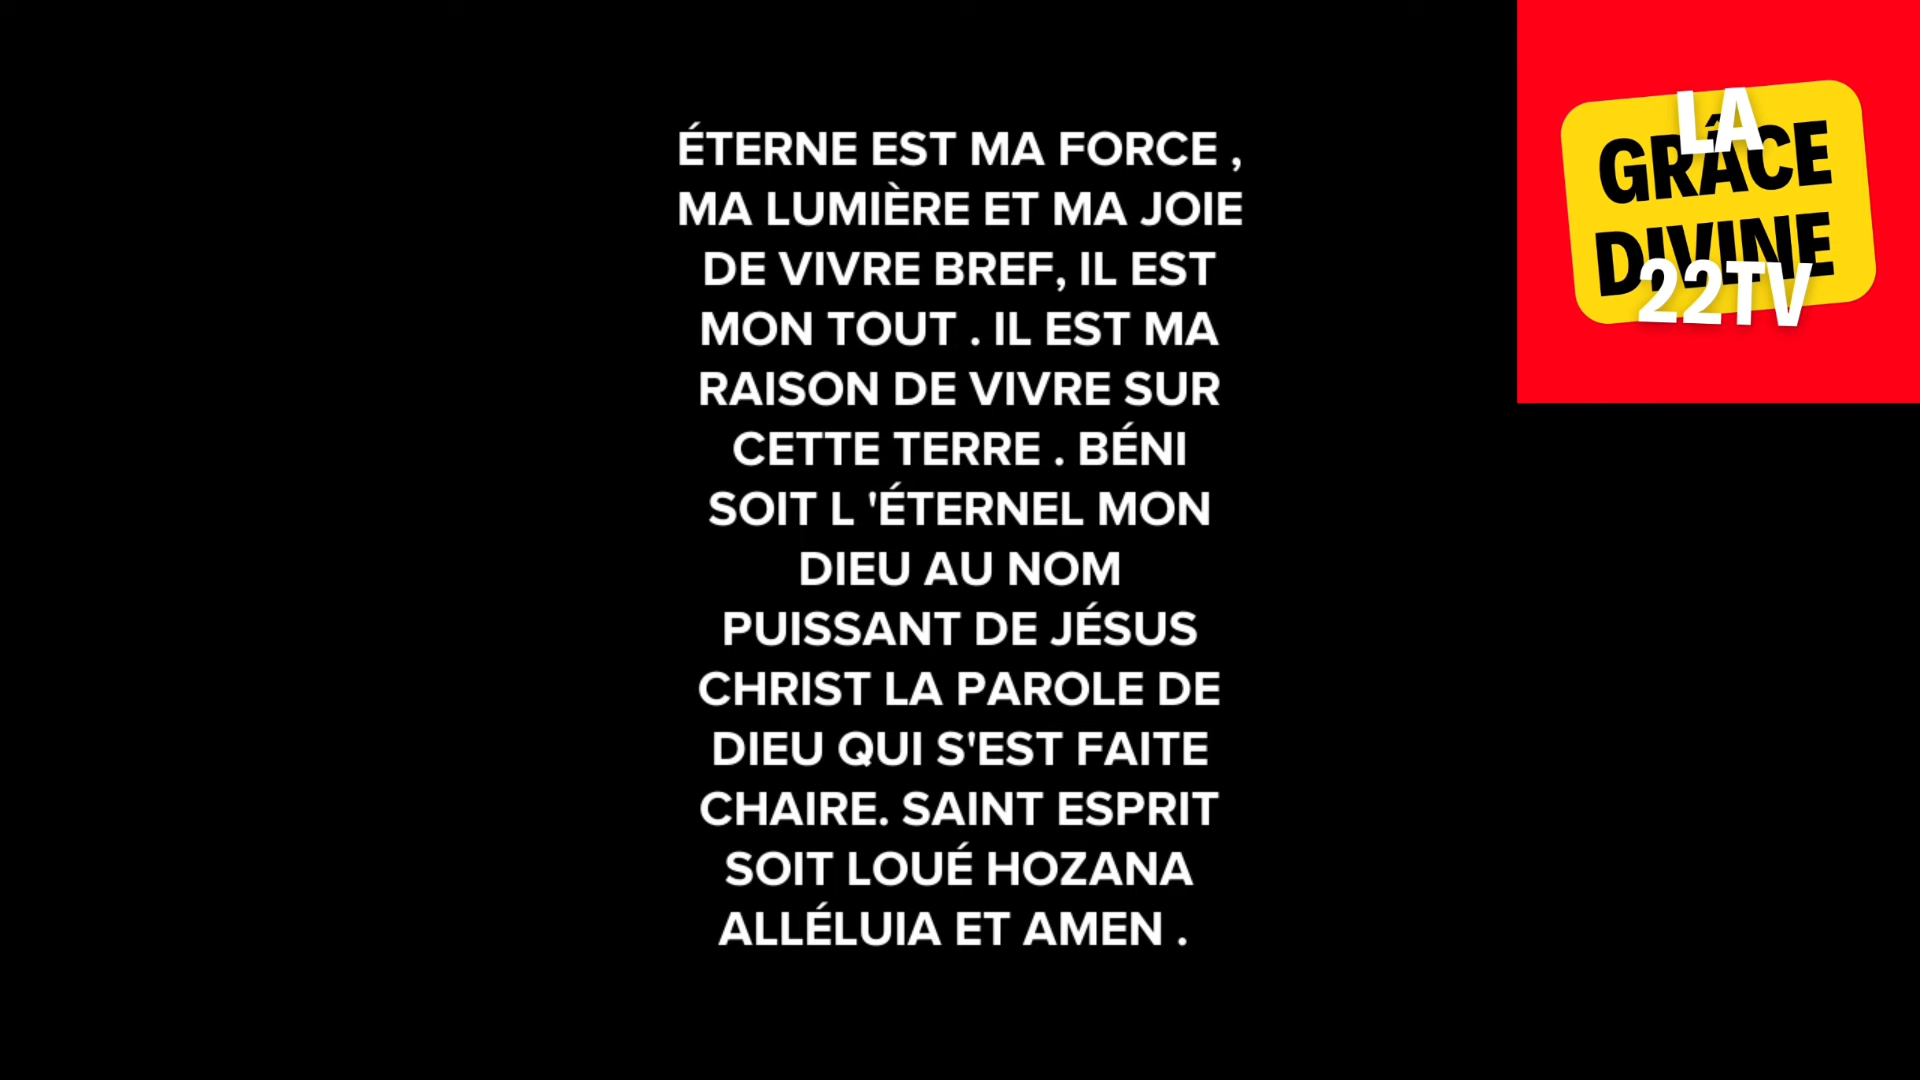 ÉTERNE EST MA FORCE ,
MA LUMIÈRE ET MA JOIE
DE VIVRE BREF, IL EST
MON TOUT . IL EST MA
RAISON DE VIVRE SUR
CETTE TERRE . BÉNI
SOIT L 'ÉTERNEL MON
DIEU AU NOM
PUISSANT DE JÉSUS
CHRIST LA PAROLE DE
DIEU QUI S'EST FAITE
CHAIRE. SAINT ESPRIT
SOIT LOUÉ HOZANA
ALLÉLUIA ET AMEN .
LA
GRÂCE
DIVINE
22TV